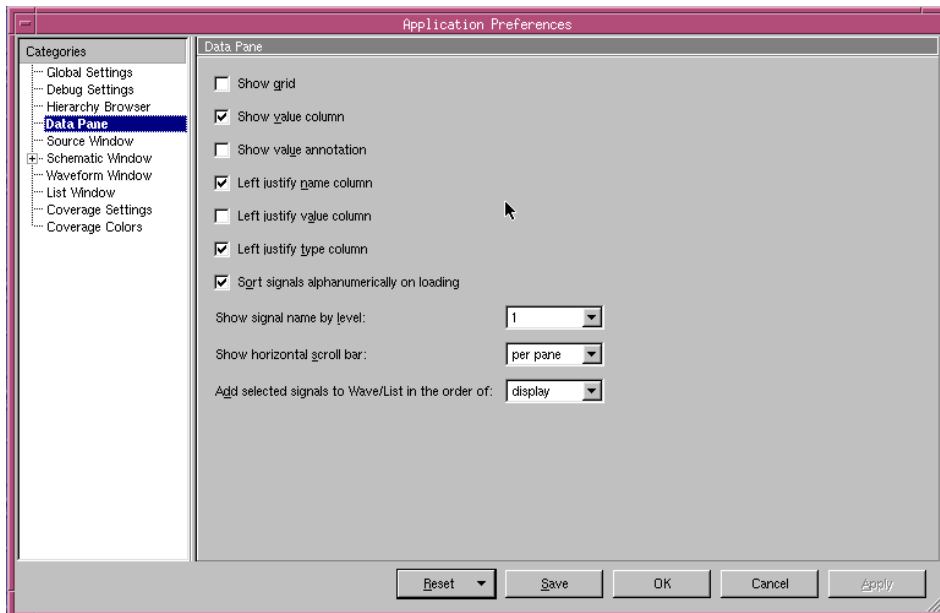 Application Preferences
Categories
Global Settings
Debug Settings
Hierarchy Browser
Data Pane
Source Window
Schematic Window
Waveform Window
List Window
Coverage Settings
Coverage Colors
Data Pane
Show grid
Show value column
Show value annotation
Left justify name column
Left justify value column
Left justify type column
Sort signals alphanumerically on loading
Show signal name by level: 1
Show horizontal scroll bar: per pane
Add selected signals to Wave/List in the order of: display
Reset Save OK Cancel Apply